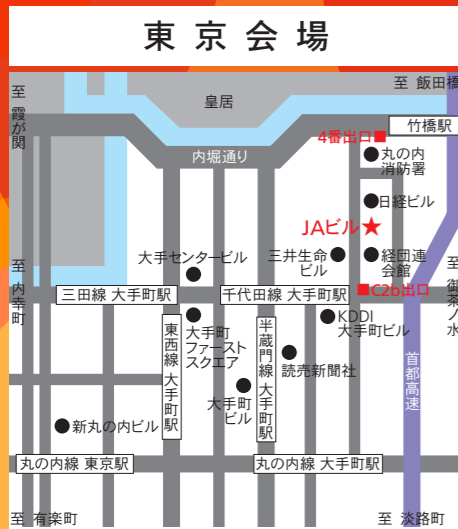 東京会場
至 飯田橋
至 霞が関
皇居
竹橋駅
4番出口
内堀通り
丸の内
消防署
日経ビル
JAビル★
大手センタービル
三井生命
ビル
経団連
会館
至 内幸町
至 御茶ノ水
三田線 大手町駅
千代田線 大手町駅
C2b出口
東西線 大手町駅
大手町
ファースト
スクエア
半蔵門線 大手町駅
KDDI
大手町ビル
読売新聞社
首都高速
大手町
ビル
新丸の内ビル
丸の内線 東京駅
丸の内線 大手町駅
至 有楽町
至 淡路町